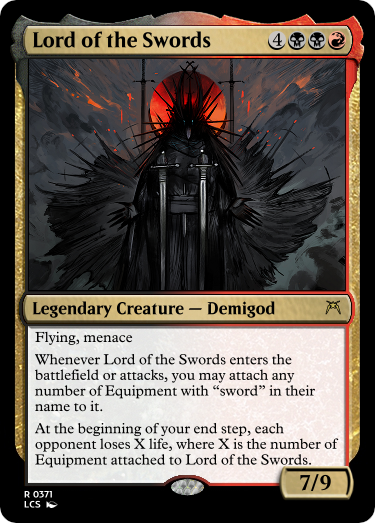 Lord of the Swords 4
Legendary Creature — Demigod
Flying, menace
Whenever Lord of the Swords enters the
battlefield or attacks, you may attach any
number of Equipment with “sword” in their
name to it.
At the beginning of your end step, each
opponent loses X life, where X is the number of
Equipment attached to Lord of the Swords.
7/9
R 0371
LCS